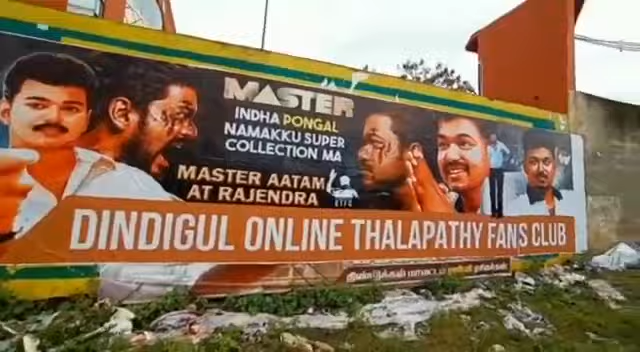 MASTER
INDHA PONGAL
NAMAKKU SUPER
COLLECTION MA
MASTER AATAM
AT RAJENDRA
DINDIGUL ONLINE THALAPATHY FANS CLUB